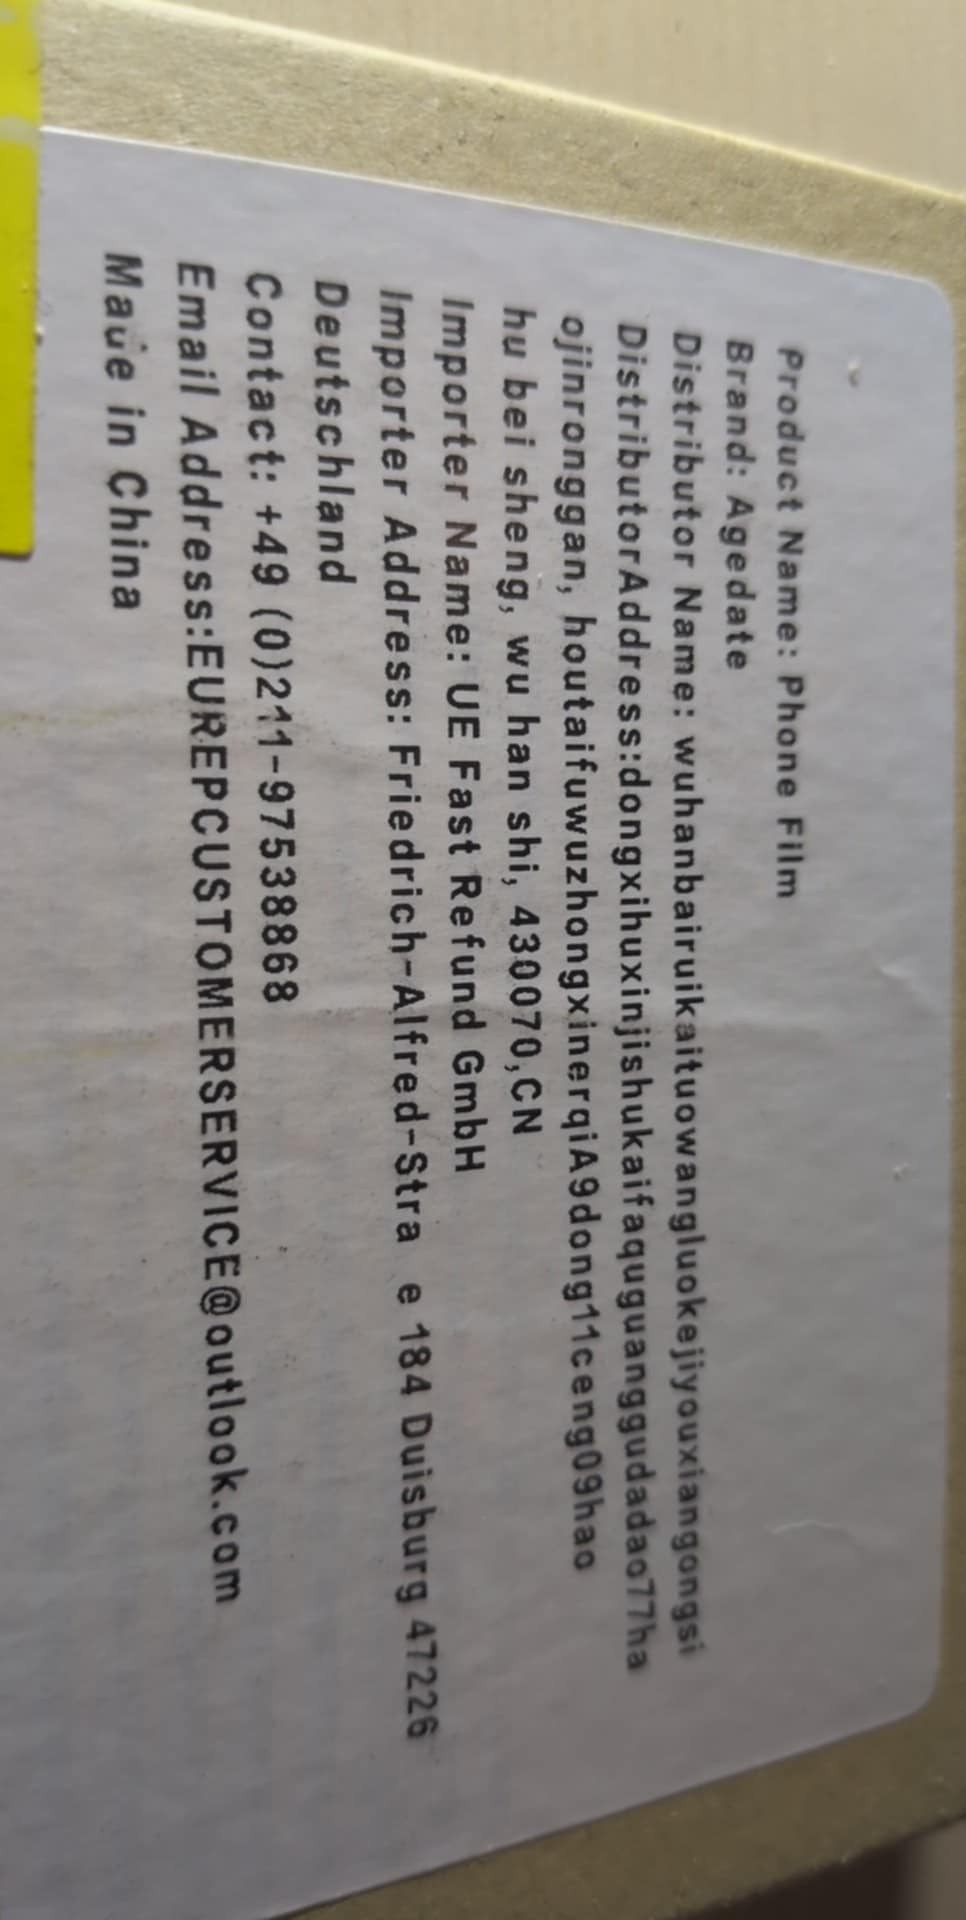 Product Name: Phone Film
Brand: Agedate
Distributor Name: wuhanbairuikaituowangluokejiyouxiangongsi
DistributorAddress:dongxihuxinjishukaifaquguanggudadao77ha
ojinronggan, houtaifuwuzhongxinerqiA9dong11ceng09hao
hu bei sheng, wu han shi, 430070,CN
Importer Name: UE Fast Refund GmbH
Importer Address: Friedrich-Alfred-Stra e 184 Duisburg 47226
Deutschland
Contact: +49 (0)211-97538868
Email Address:EUREPCUSTOMERSERVICE@outlook.com
Made in China